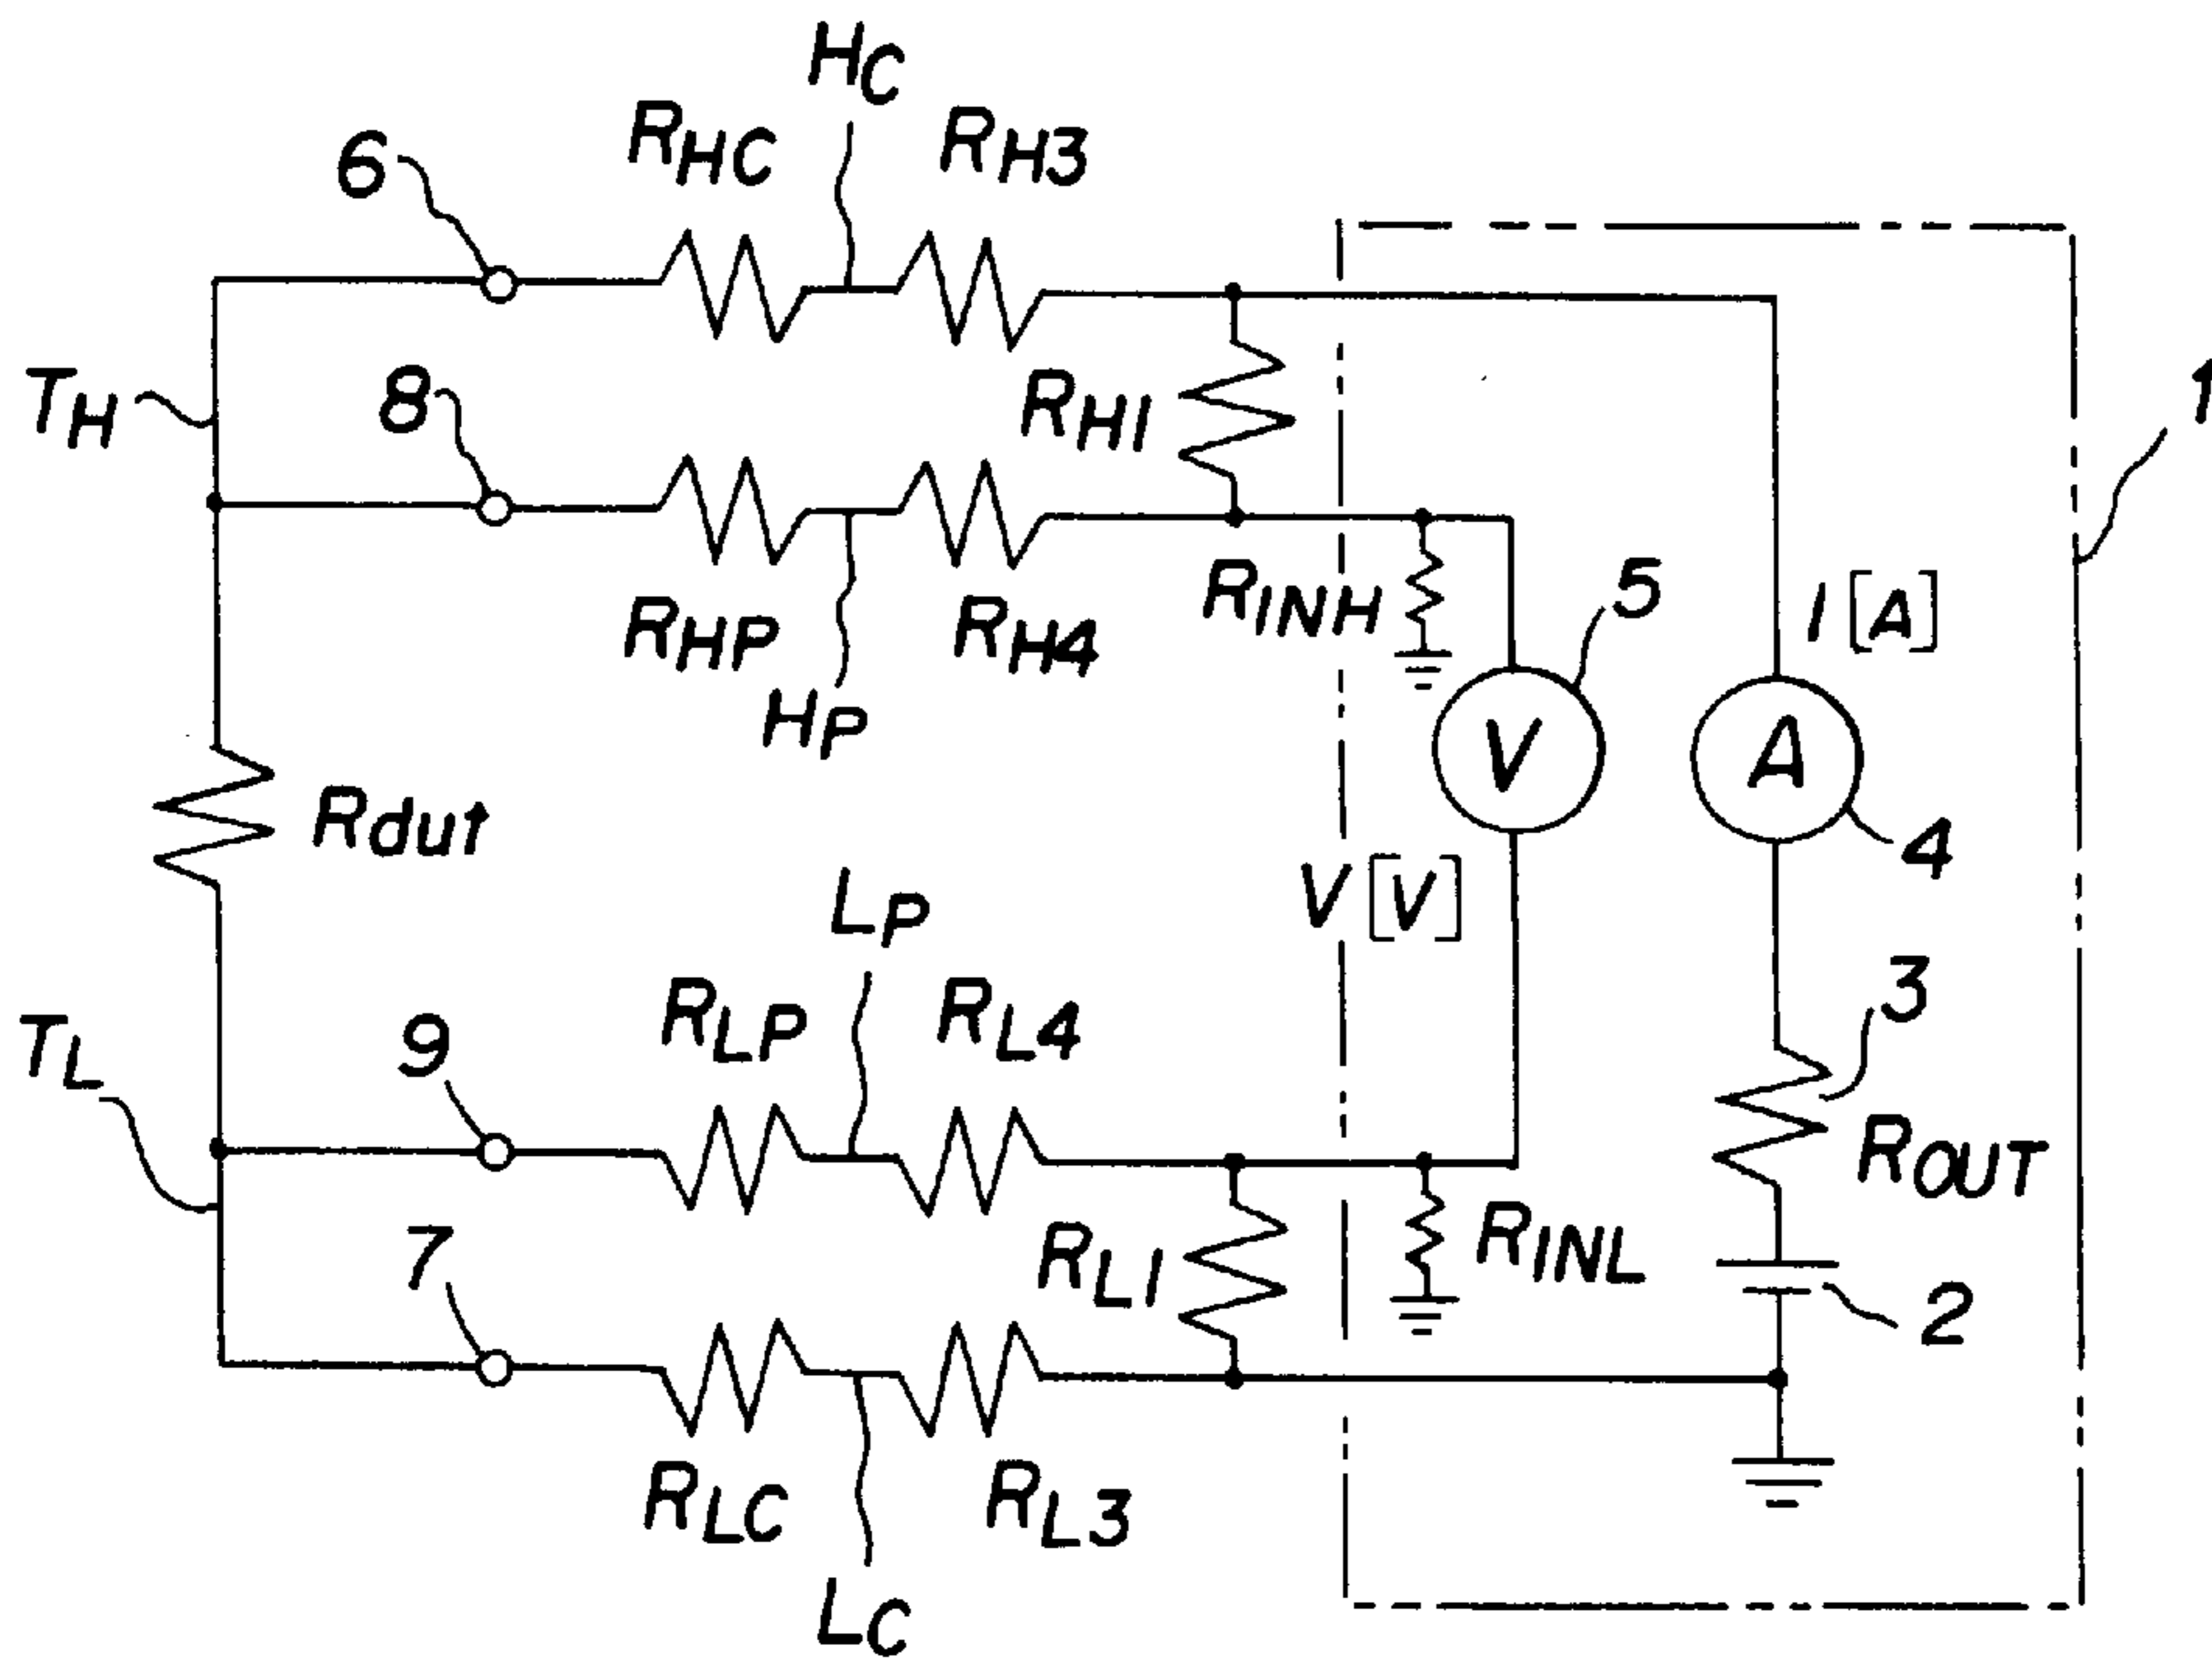 HC
RHC
RH3
6
TH
8
RH1
1
RHP
RH4
RINH
5
I [A]
HP
V
A
Rdut
4
V [V]
LP
RLP
RL4
3
TL
9
ROUT
7
RL1
RINL
2
RLC
RL3
LC